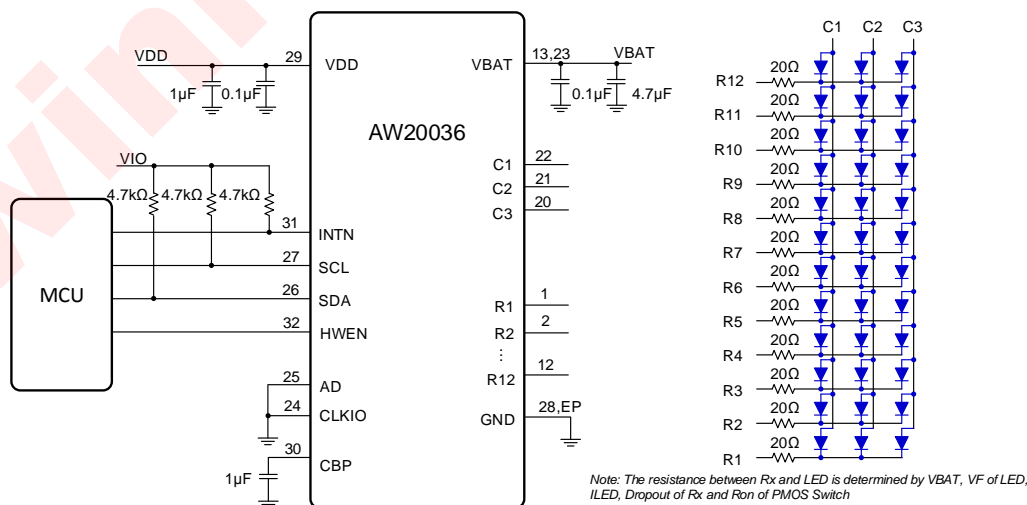 C1 C2 C3
VDD 29 VDD VBAT 13,23 VBAT
1µF 0.1µF 0.1µF 4.7µF
AW20036
VIO
4.7kΩ 4.7kΩ 4.7kΩ
C1 22
C2 21
C3 20
MCU
31 INTN
27 SCL
26 SDA
32 HWEN
25 AD
24 CLKIO
30 CBP
1µF
R1 1
R2 2
⋮
R12 12
GND 28,EP
20Ω
R12
20Ω
R11
20Ω
R10
20Ω
R9
20Ω
R8
20Ω
R7
20Ω
R6
20Ω
R5
20Ω
R4
20Ω
R3
20Ω
R2
20Ω
R1
Note: The resistance between Rx and LED is determined by VBAT, VF of LED,
ILED, Dropout of Rx and Ron of PMOS Switch